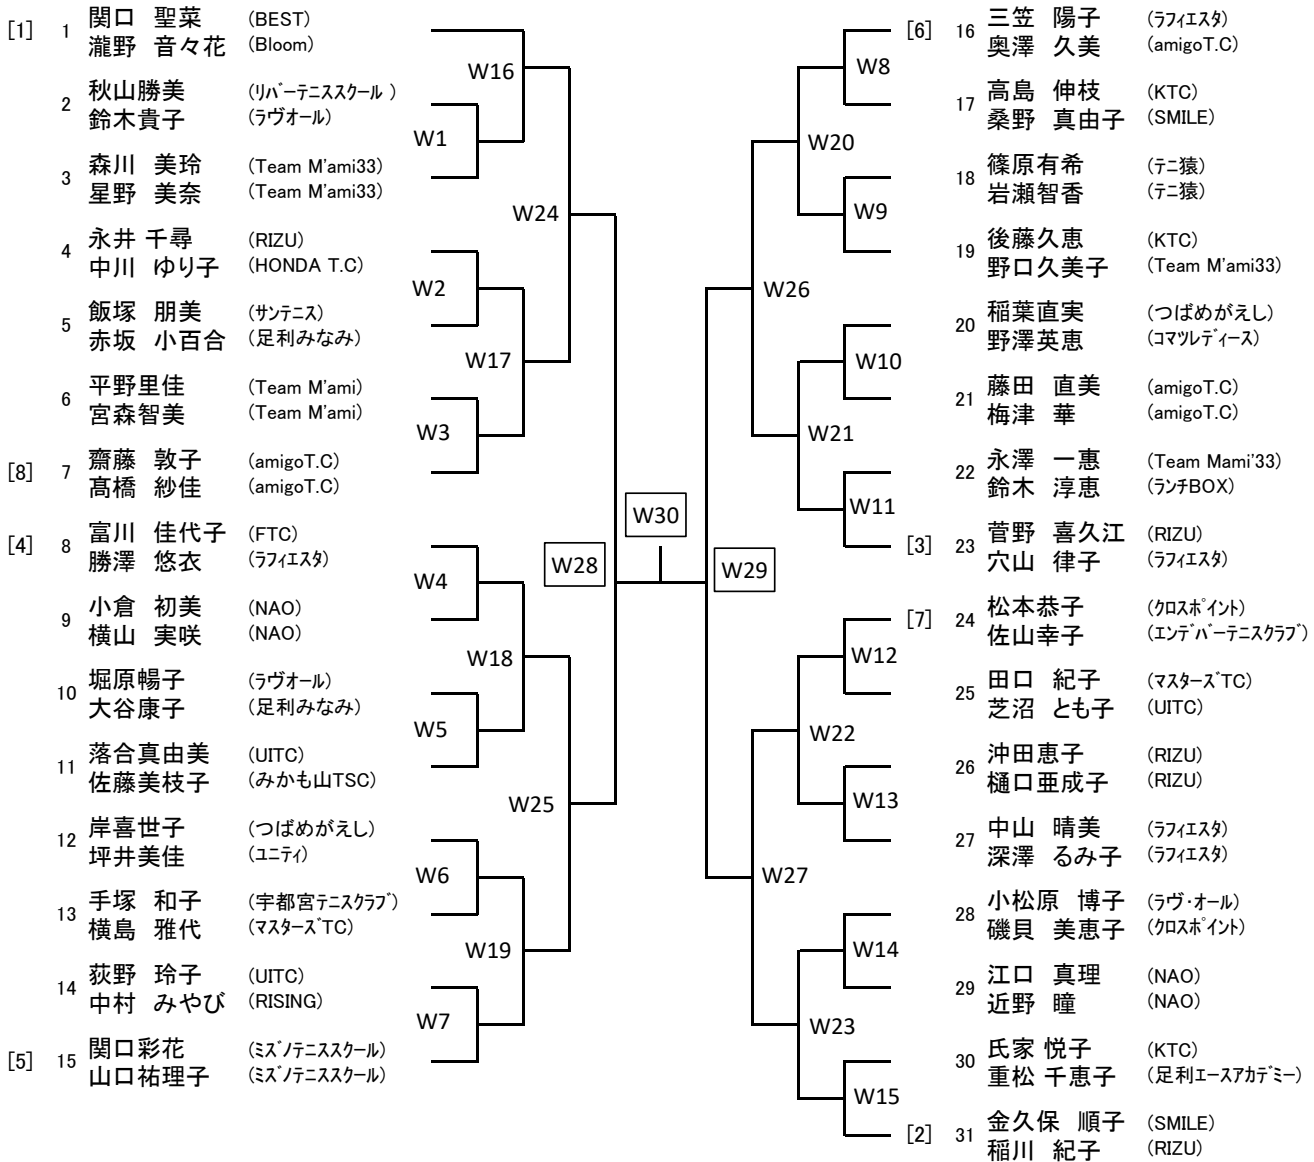 [1] 1 関口 聖菜 (BEST)
瀧野 音々花 (Bloom)
2 秋山勝美 (ﾘﾊﾞｰﾃﾆｽｽｸｰﾙ )
鈴木貴子 (ラヴオール)
3 森川 美玲 (Team M'ami33)
星野 美奈 (Team M'ami33)
4 永井 千尋 (RIZU)
中川 ゆり子 (HONDA T.C)
5 飯塚 朋美 (ｻﾝﾃﾆｽ)
赤坂 小百合 (足利みなみ)
6 平野里佳 (Team M'ami)
宮森智美 (Team M'ami)
[8] 7 齋藤 敦子 (amigoT.C)
髙橋 紗佳 (amigoT.C)
[4] 8 富川 佳代子 (FTC)
勝澤 悠衣 (ﾗﾌｨｴｽﾀ)
9 小倉 初美 (NAO)
横山 実咲 (NAO)
10 堀原暢子 (ラヴオール)
大谷康子 (足利みなみ)
11 落合真由美 (UITC)
佐藤美枝子 (みかも山TSC)
12 岸喜世子 (つばめがえし)
坪井美佳 (ﾕﾆﾃｨ)
13 手塚 和子 (宇都宮ﾃﾆｽｸﾗﾌﾞ)
横島 雅代 (ﾏｽﾀｰｽﾞTC)
14 荻野 玲子 (UITC)
中村 みやび (RISING)
[5] 15 関口彩花 (ﾐｽﾞﾉﾃﾆｽｽｸｰﾙ)
山口祐理子 (ﾐｽﾞﾉﾃﾆｽｽｸｰﾙ)
W16
W1
W24
W2
W17
W3
W4
W18
W5
W25
W6
W19
W7
W28
W30
W29
W8
W20
W9
W26
W10
W21
W11
W12
W22
W13
W27
W14
W23
W15
[6] 16 三笠 陽子 (ﾗﾌｨｴｽﾀ)
奥澤 久美 (amigoT.C)
17 高島 伸枝 (KTC)
桑野 真由子 (SMILE)
18 篠原有希 (テニ猿)
岩瀬智香 (テニ猿)
19 後藤久恵 (KTC)
野口久美子 (Team M'ami33)
20 稲葉直実 (つばめがえし)
野澤英恵 (ｺﾏﾂﾚﾃﾞｨｰｽ)
21 藤田 直美 (amigoT.C)
梅津 華 (amigoT.C)
22 永澤 一惠 (Team Mami'33)
鈴木 淳恵 (ﾗﾝﾁBOX)
[3] 23 菅野 喜久江 (RIZU)
穴山 律子 (ﾗﾌｨｴｽﾀ)
[7] 24 松本恭子 (ｸﾛｽﾎﾟｲﾝﾄ)
佐山幸子 (ｴﾝﾃﾞﾊﾞｰﾃﾆｽｸﾗﾌﾞ)
25 田口 紀子 (ﾏｽﾀｰｽﾞTC)
芝沼 とも子 (UITC)
26 沖田恵子 (RIZU)
樋口亜成子 (RIZU)
27 中山 晴美 (ﾗﾌｨｴｽﾀ)
深澤 るみ子 (ﾗﾌｨｴｽﾀ)
28 小松原 博子 (ﾗｳﾞ･ｵｰﾙ)
磯貝 美恵子 (ｸﾛｽﾎﾟｲﾝﾄ)
29 江口 真理 (NAO)
近野 瞳 (NAO)
30 氏家 悦子 (KTC)
重松 千恵子 (足利ｴｰｽｱｶﾃﾞﾐｰ)
[2] 31 金久保 順子 (SMILE)
稲川 紀子 (RIZU)